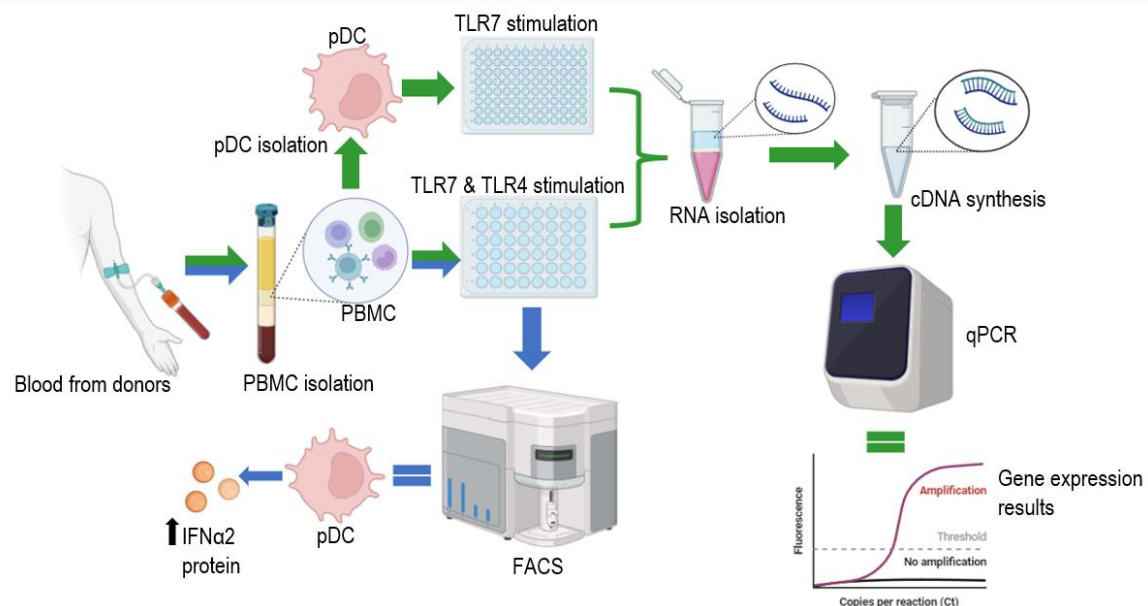 pDC
TLR7 stimulation
pDC isolation
TLR7 & TLR4 stimulation
RNA isolation
cDNA synthesis
PBMC
Blood from donors
PBMC isolation
qPCR
IFNα2
protein
pDC
FACS
Gene expression
results
Amplification
Threshold
No amplification
Fluorescence
Copies per reaction (Ct)